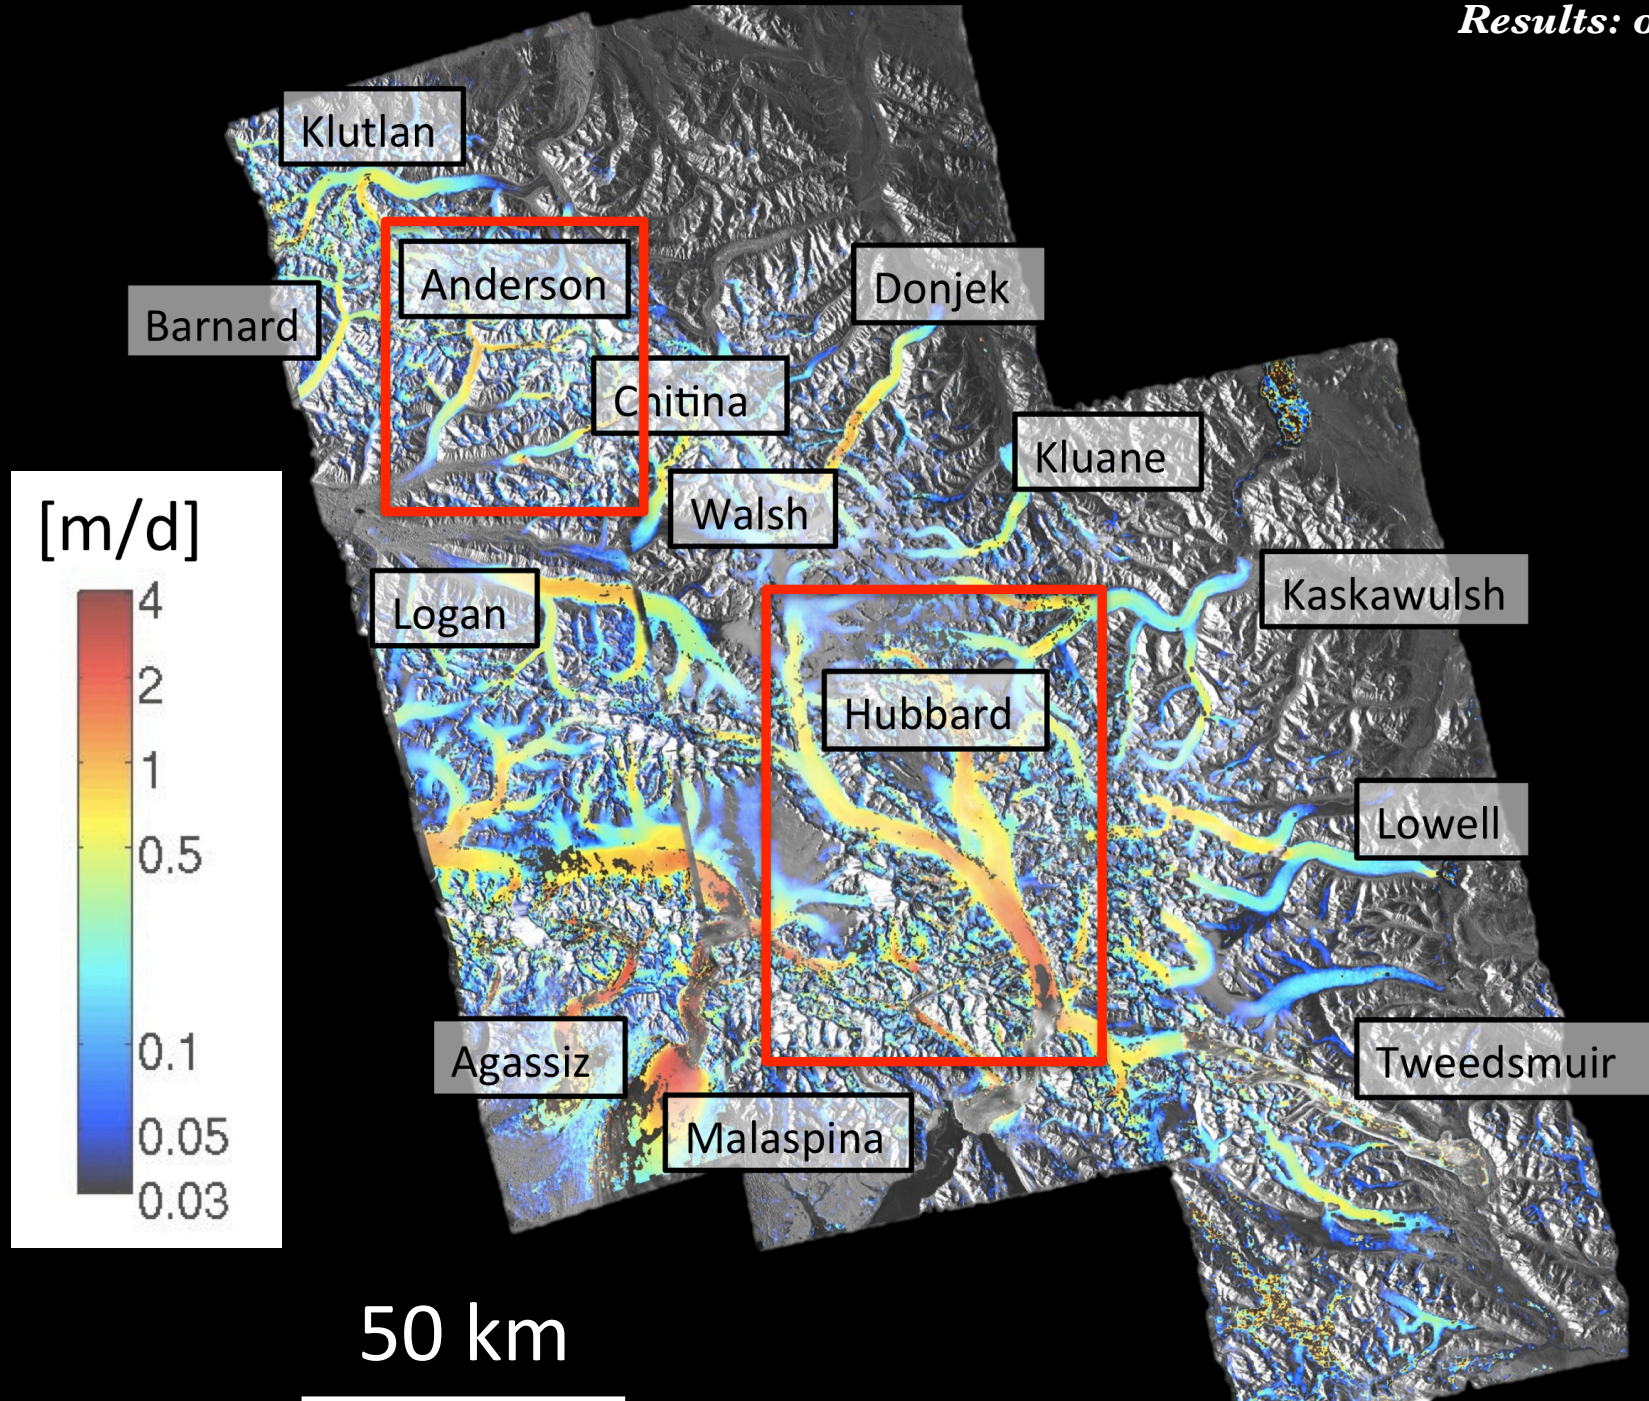 Results: o
Klutlan
Anderson
Donjek
Barnard
Chitina
Kluane
Walsh
[m/d]
4
2
1
0.5
0.1
0.05
0.03
Logan
Kaskawulsh
Hubbard
Lowell
Agassiz
Tweedsmuir
Malaspina
50 km